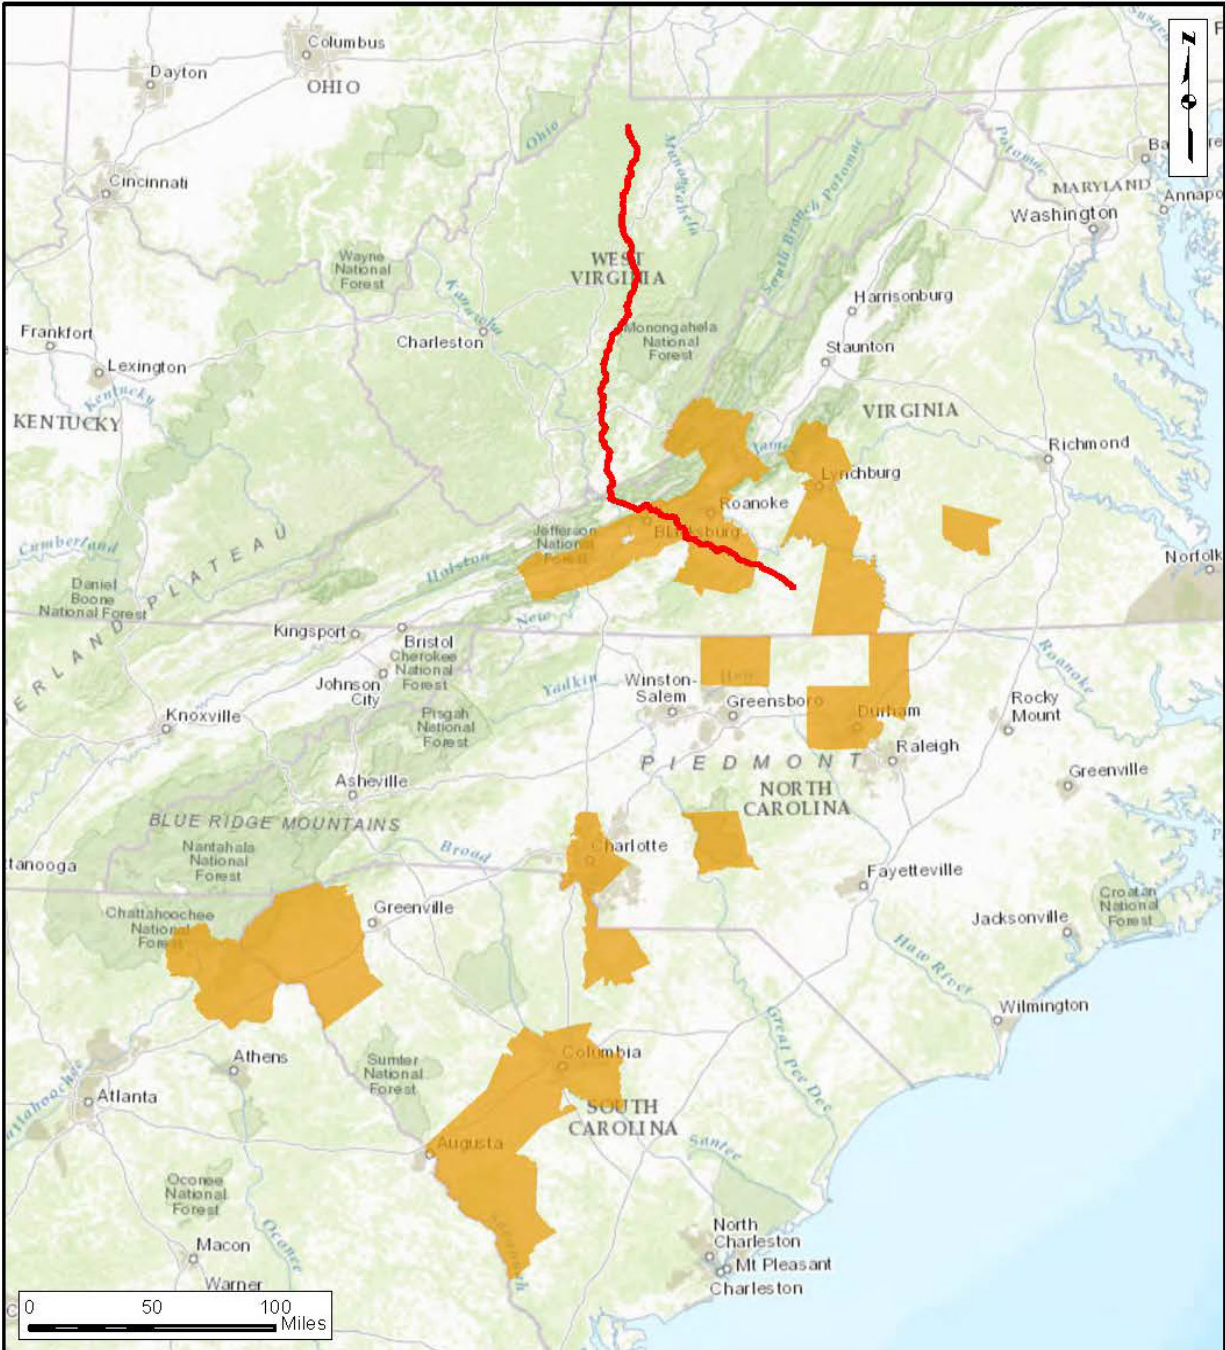 Columbus
OHIO
Dayton
Cincinnati
Ohio
Monongahela
Potomac
South Branch Potomac
MARYLAND
Washington
N
WEST
VIRGINIA
Wayne
National
Forest
Kanawha
Charleston
Frankfort
Lexington
Kentucky
KENTUCKY
Monongahela
National
Forest
Harrisonburg
Staunton
VIRGINIA
Richmond
Lynchburg
Roanoke
Blacksburg
Jefferson
National
Forest
Norfolk
Cumberland
PLATEAU
Daniel
Boone
National Forest
Holston
New
Kingsport
Bristol
Cherokee
National
Forest
Johnson
City
Yadkin
Winston-
Salem
Greensboro
Durham
Raleigh
Roanoke
Rocky
Mount
Knoxville
Pisgah
National
Forest
Asheville
PIEDMONT
NORTH
CAROLINA
Greenville
BLUE RIDGE MOUNTAINS
Nantahala
National
Forest
Broad
Charlotte
Fayetteville
Croatan
National
Forest
Jacksonville
tanooga
Chattahoochee
National
Forest
Greenville
Haw River
Wilmington
Great Pee Dee
Athens
Sumter
National
Forest
Columbia
SOUTH
CAROLINA
Atlanta
Augusta
Santee
Oconee
National
Forest
Oconee
Savannah
Macon
Warner
North
Charleston
Mt Pleasant
Charleston
0 50 100
Miles